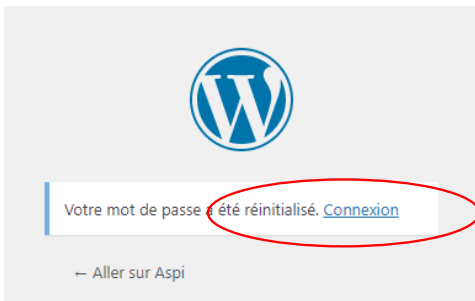 Votre mot de passe a été réinitialisé. Connexion
← Aller sur Aspi